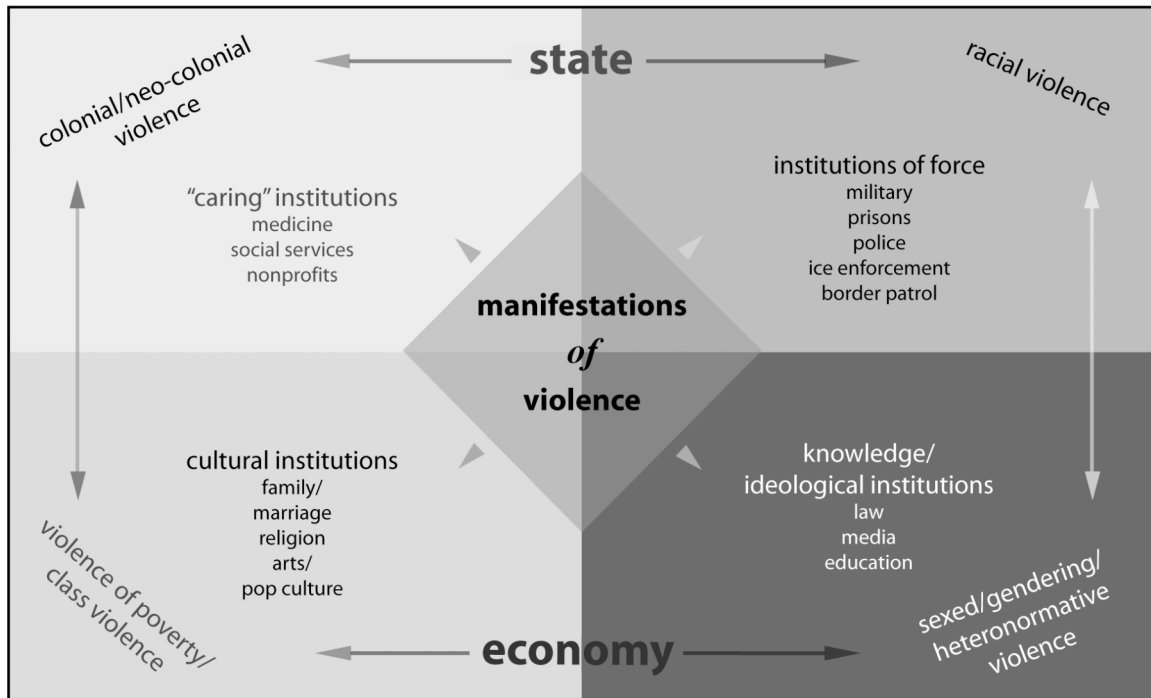 state
colonial/neo-colonial
violence
racial violence
“caring” institutions
medicine
social services
nonprofits
institutions of force
military
prisons
police
ice enforcement
border patrol
manifestations
of
violence
cultural institutions
family/
marriage
religion
arts/
pop culture
knowledge/
ideological institutions
law
media
education
violence of poverty/
class violence
economy
sexed/gendering/
heteronormative
violence